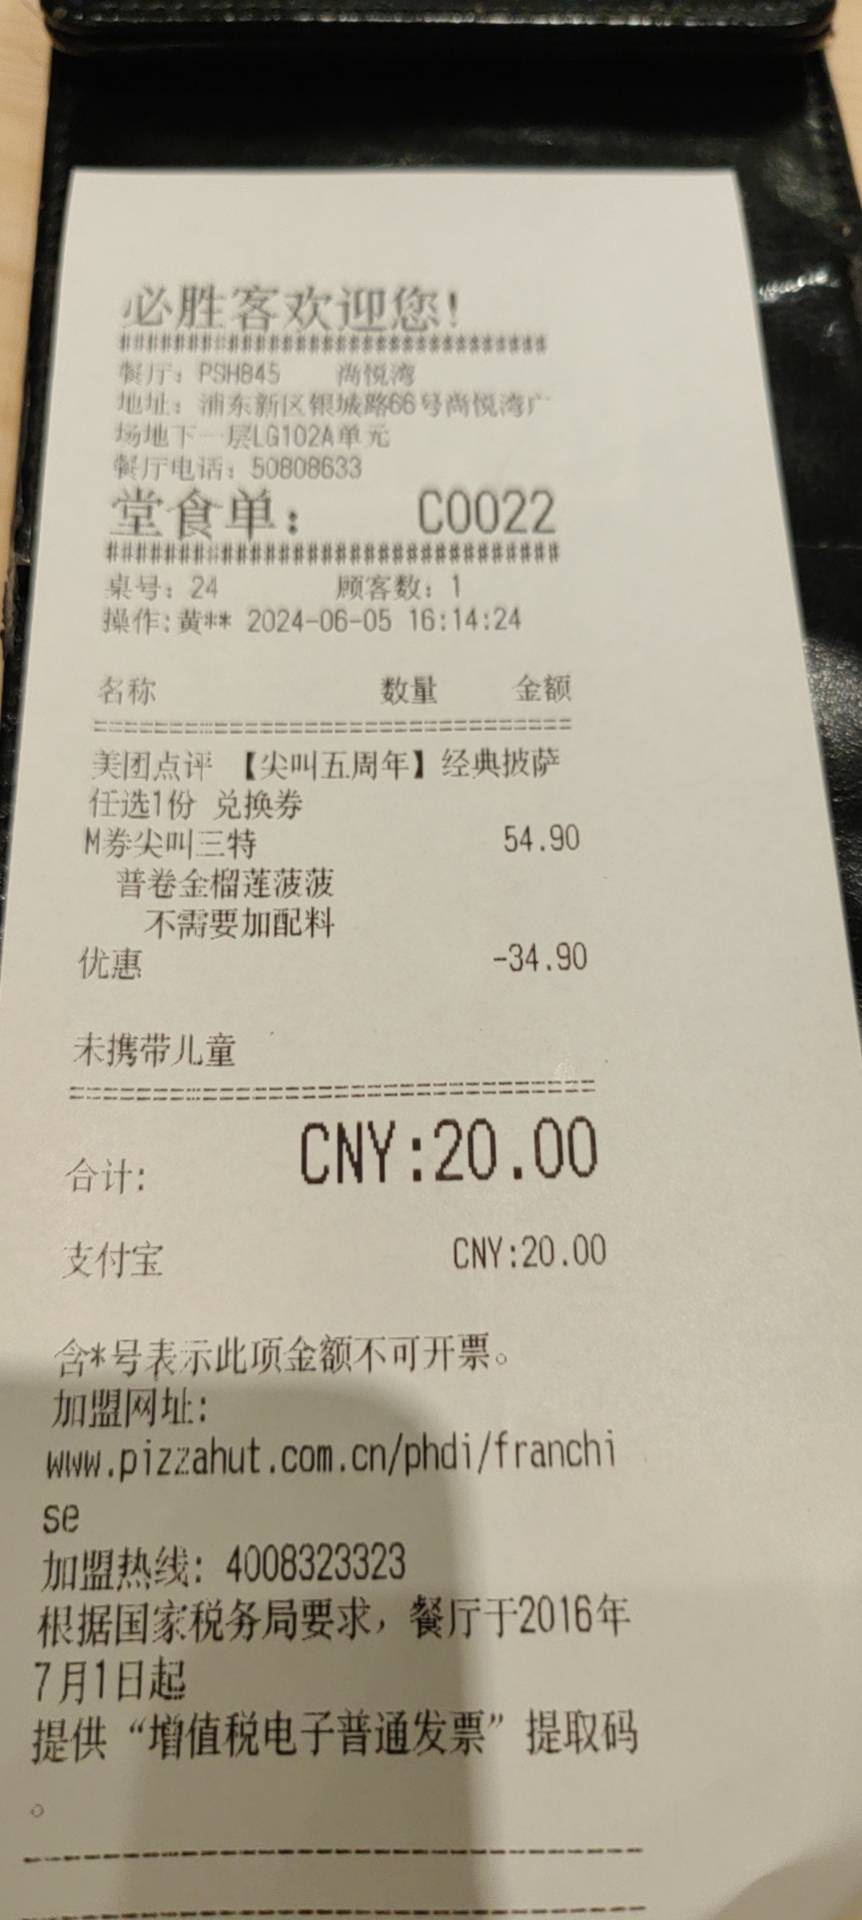 必胜客欢迎您!
####################################
餐厅: PSH845 尚悦湾
地址: 浦东新区银城路66号尚悦湾广
场地下一层LG102A单元
餐厅电话: 50808633
堂食单: C0022
####################################
桌号: 24 顾客数: 1
操作:黄** 2024-06-05 16:14:24
名称 数量 金额
====================================
美团点评 【尖叫五周年】经典披萨
任选1份 兑换券
M券尖叫三特 54.90
普卷金榴莲菠菠
不需要加配料
优惠 -34.90
未携带儿童
====================================
合计: CNY:20.00
支付宝 CNY:20.00
含*号表示此项金额不可开票。
加盟网址:
www.pizzahut.com.cn/phdi/franchi
se
加盟热线: 4008323323
根据国家税务局要求，餐厅于2016年
7月1日起
提供“增值税电子普通发票”提取码
。
------------------------------------
------------------------------------